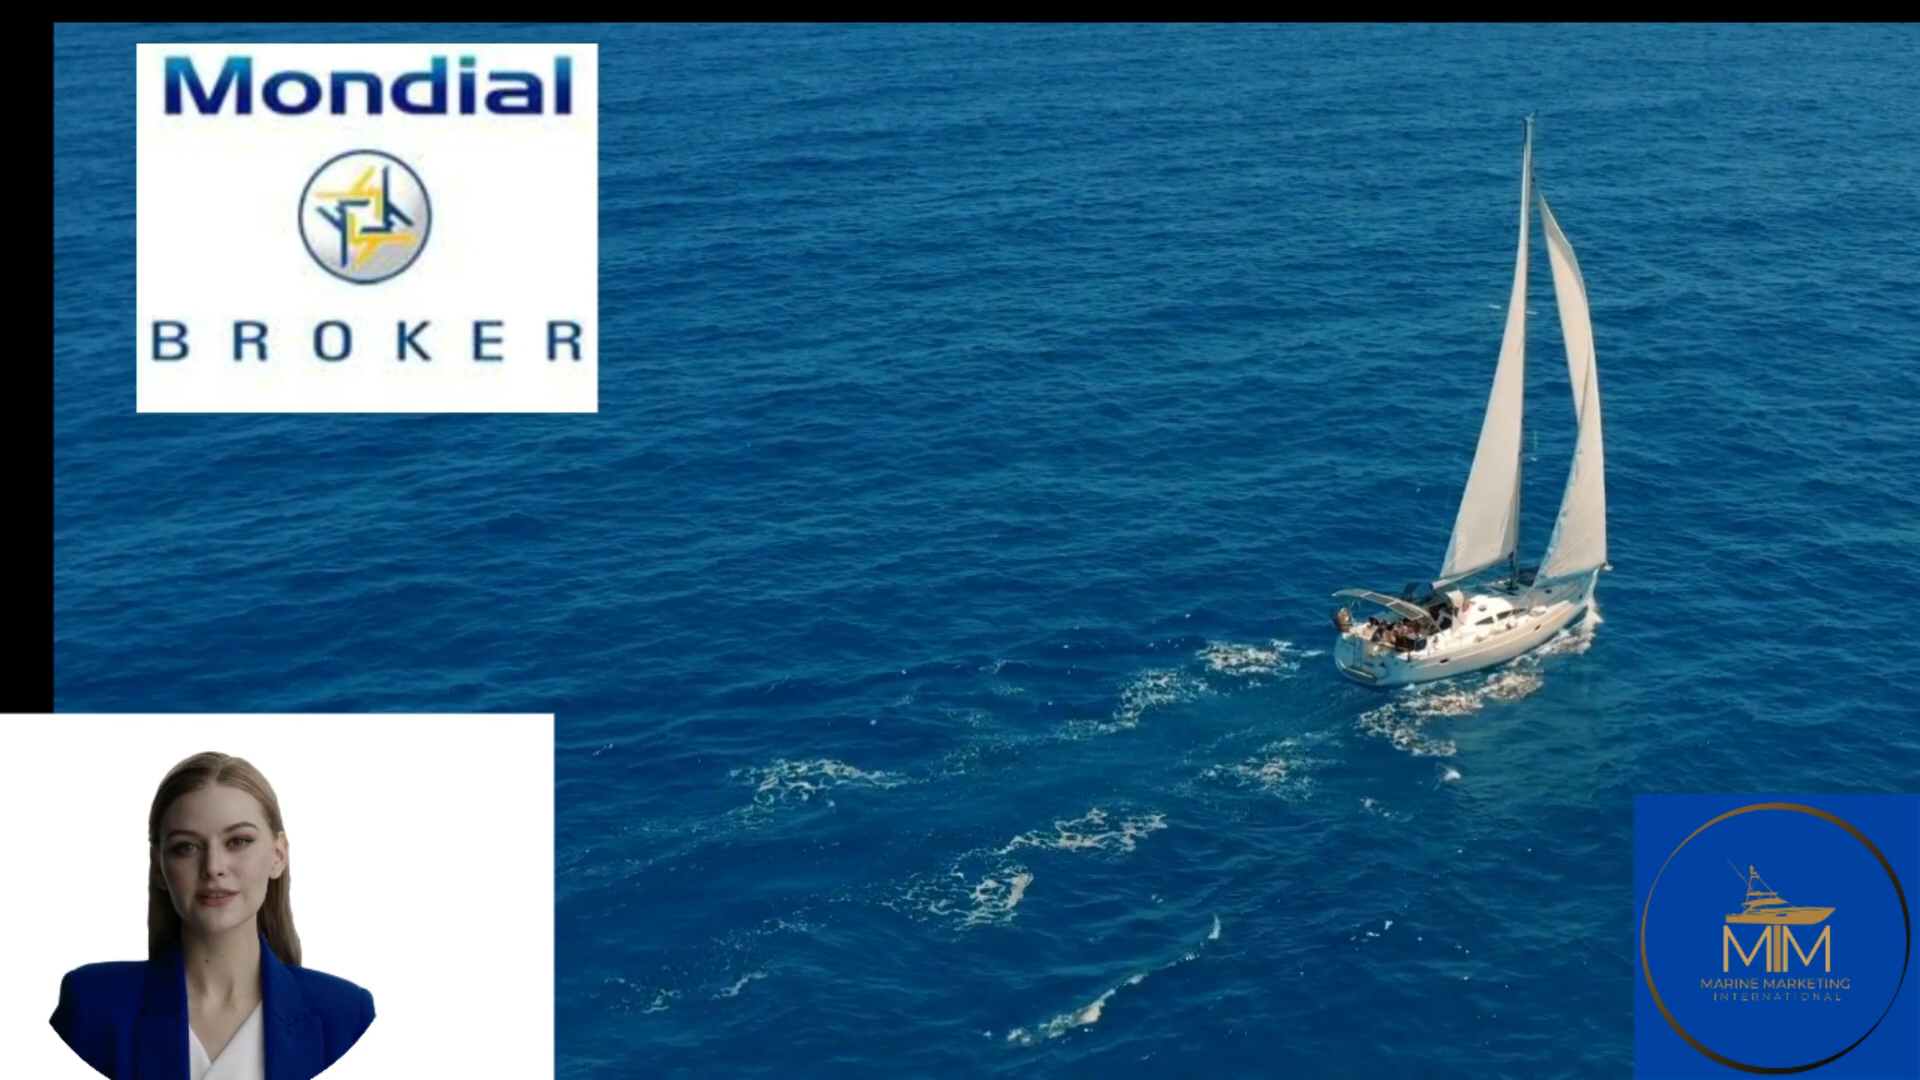 Mondial
BROKER
MIM
MARINE MARKETING
INTERNATIONAL